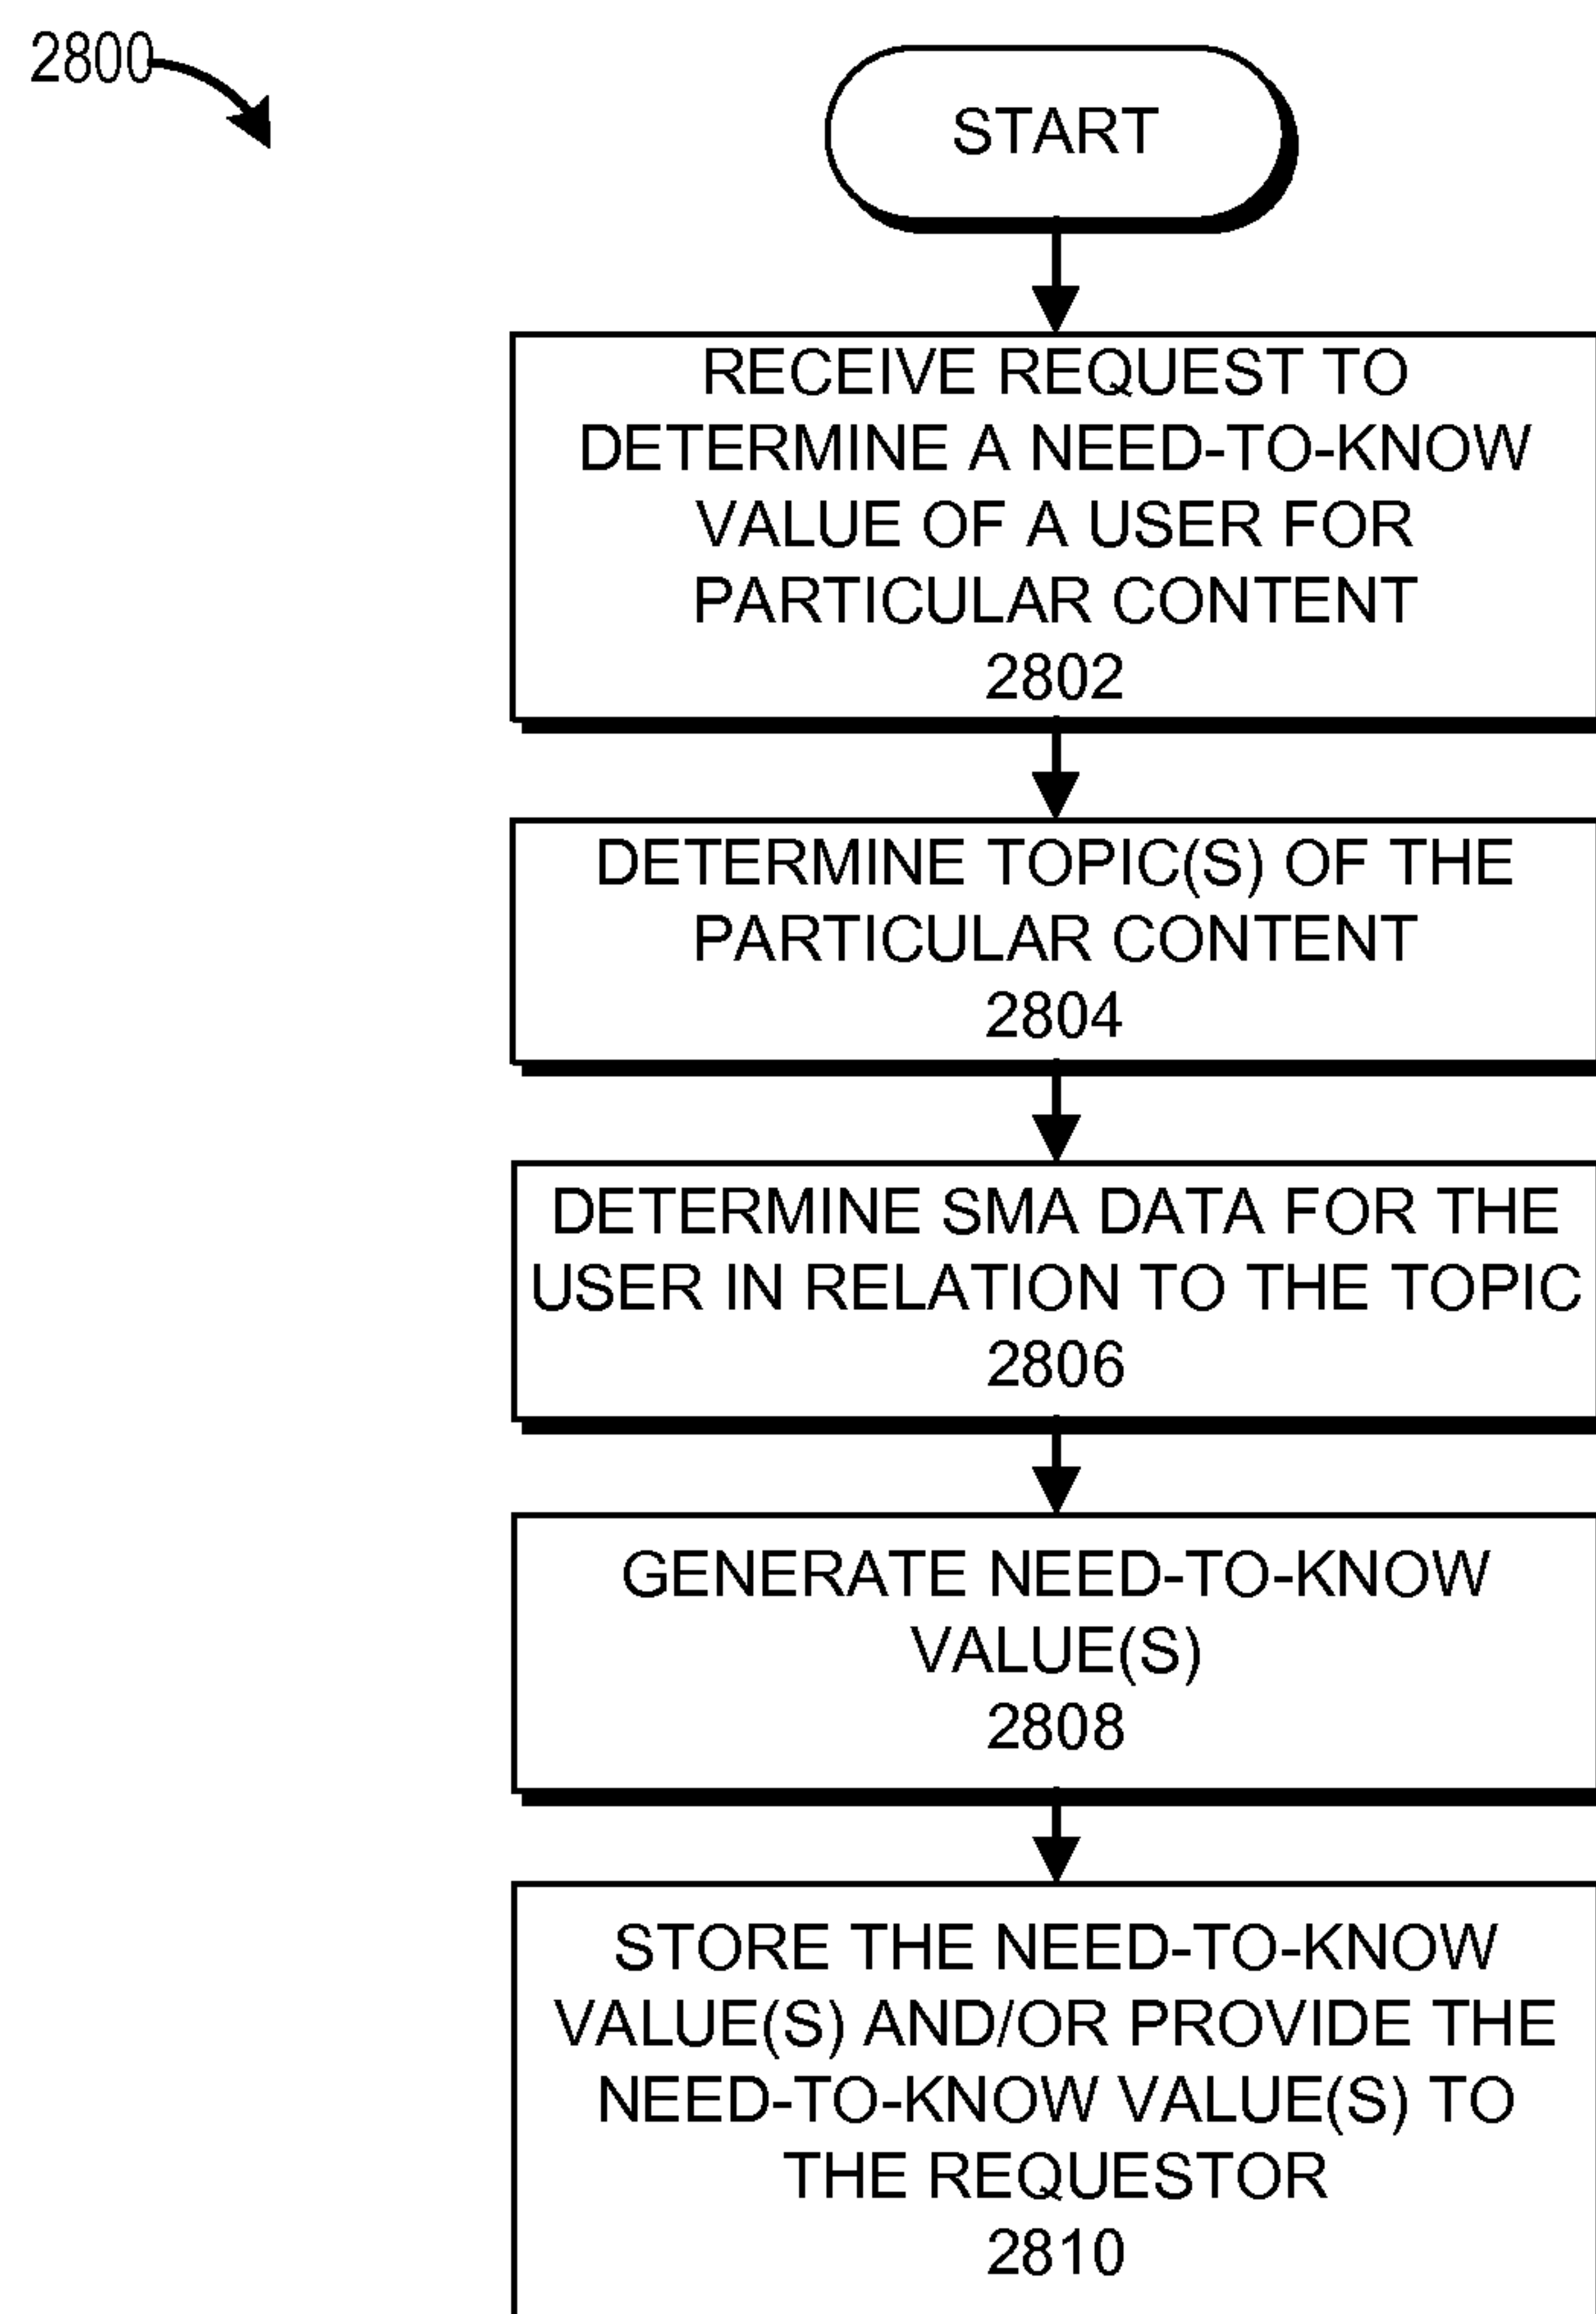 2800
START
RECEIVE REQUEST TO
DETERMINE A NEED-TO-KNOW
VALUE OF A USER FOR
PARTICULAR CONTENT
2802
DETERMINE TOPIC(S) OF THE
PARTICULAR CONTENT
2804
DETERMINE SMA DATA FOR THE
USER IN RELATION TO THE TOPIC
2806
GENERATE NEED-TO-KNOW
VALUE(S)
2808
STORE THE NEED-TO-KNOW
VALUE(S) AND/OR PROVIDE THE
NEED-TO-KNOW VALUE(S) TO
THE REQUESTOR
2810